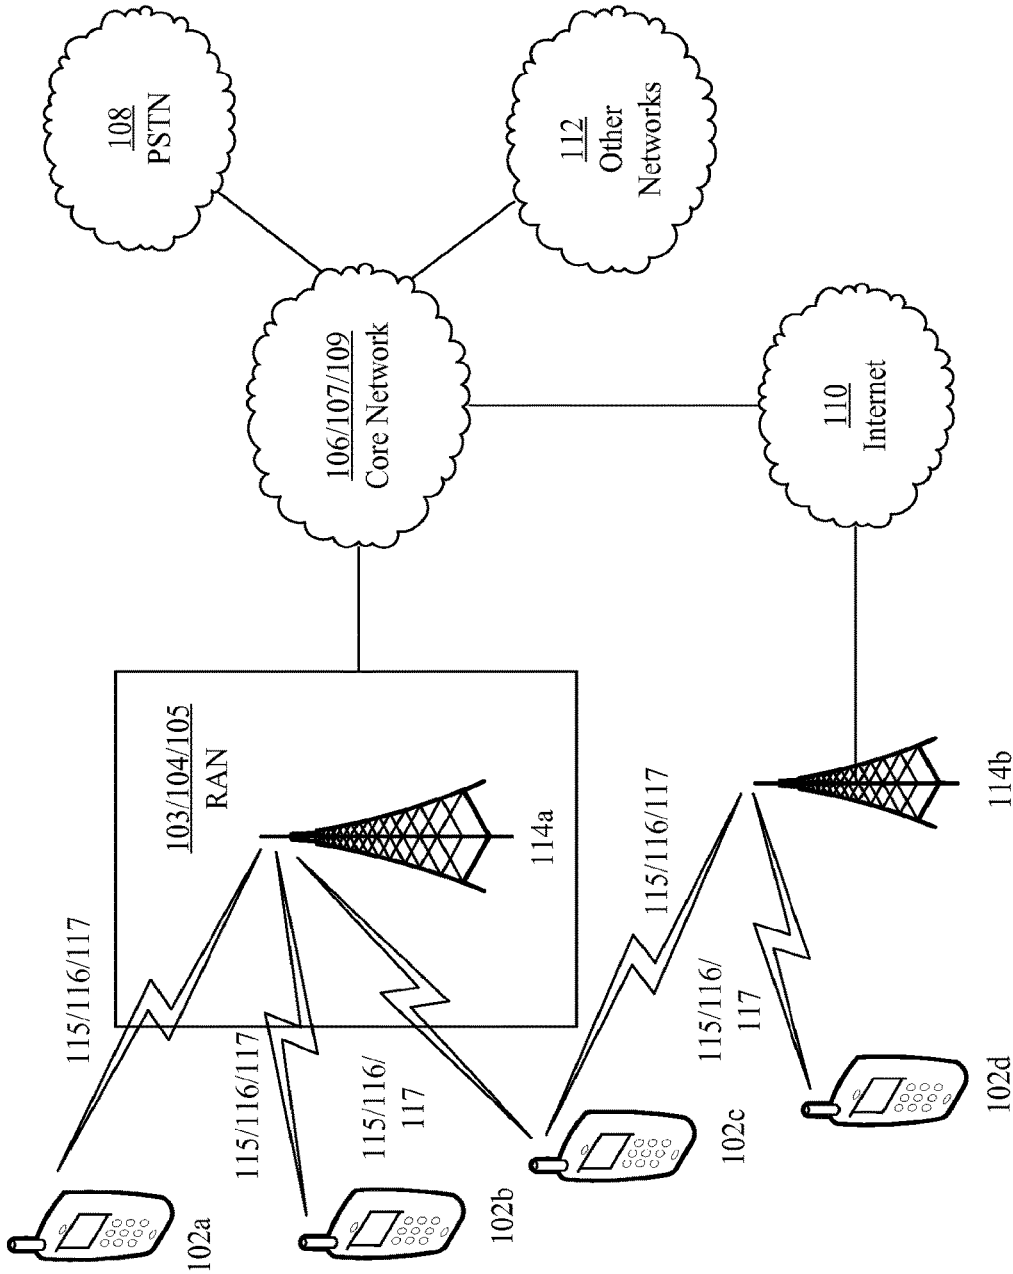 108
PSTN
106/107/109
Core Network
112
Other
Networks
110
Internet
103/104/105
RAN
114a
114b
115/116/117
115/116/117
115/116/
117
115/116/117
115/116/
117
102a
102b
102c
102d